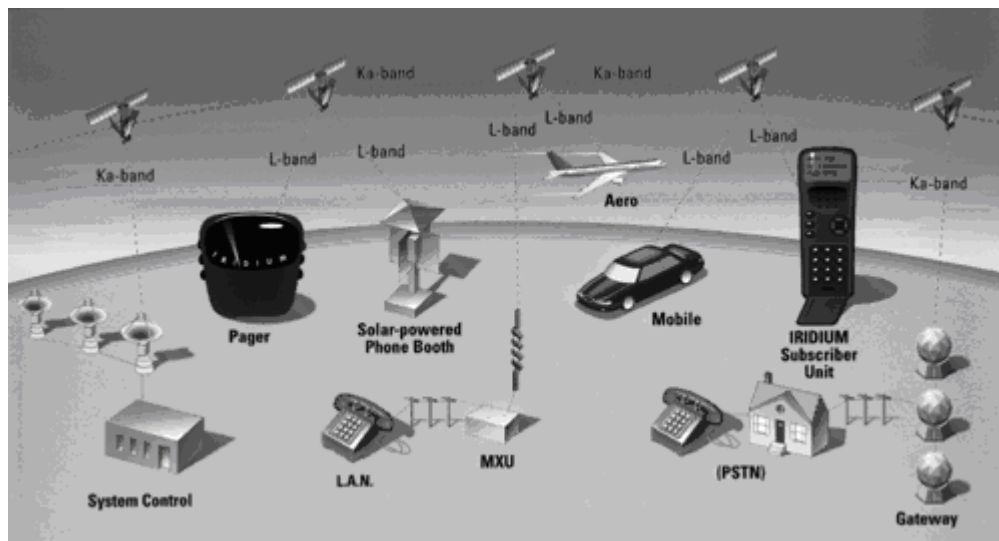 Ka-band
Ka-band
L-band
L-band
L-band
L-band
L-band
L-band
Ka-band
Ka-band
Aero
IRIDIUM
Pager
Solar-powered
Phone Booth
Mobile
IRIDIUM
Subscriber
Unit
L.A.N.
MXU
(PSTN)
System Control
Gateway